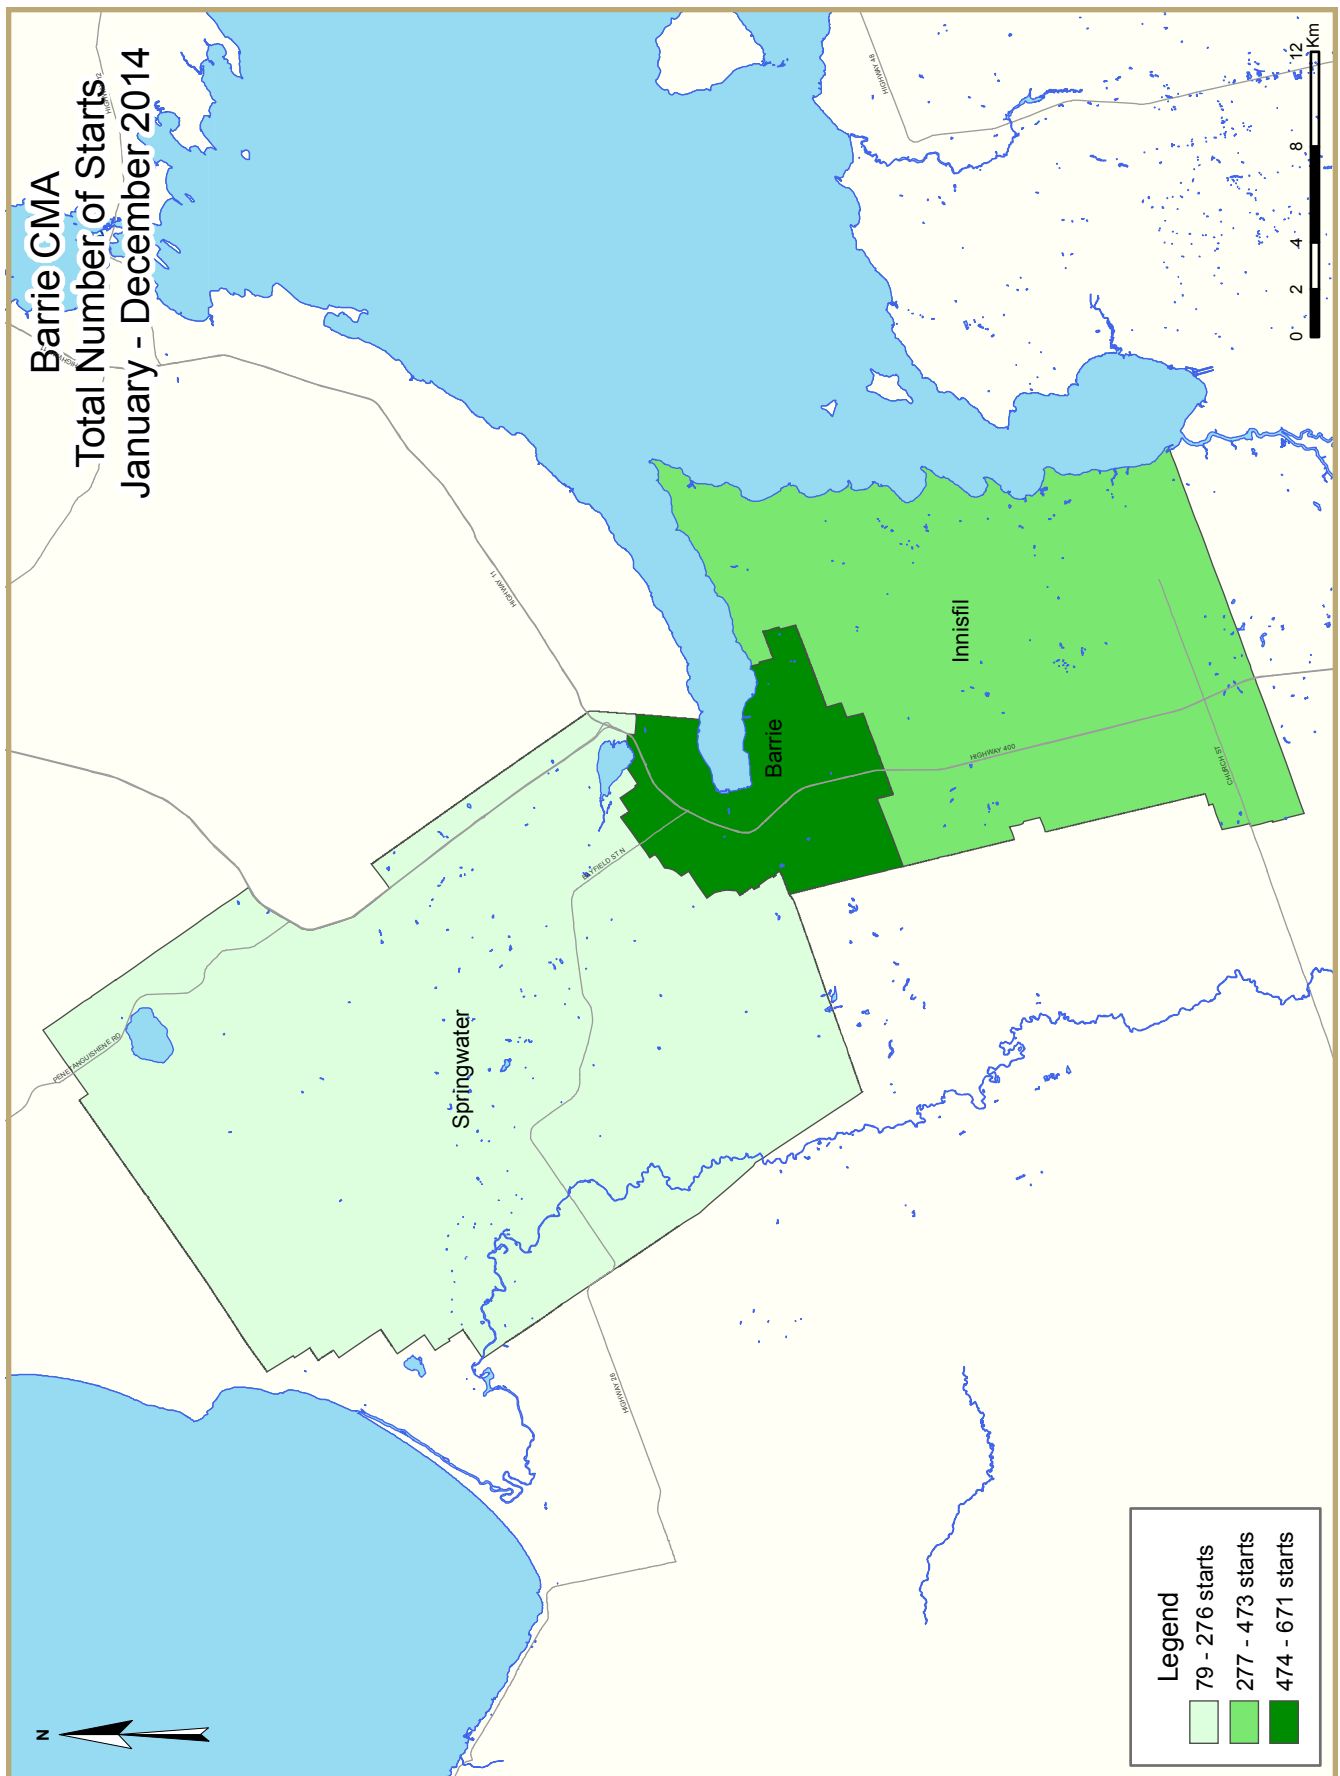 Barrie CMA
Total Number of Starts
January - December 2014
N
HIGHWAY 48
HIGHWAY 11
PENETANGUISHENE RD
BAYFIELD ST N
Springwater
Barrie
Innisfil
HIGHWAY 400
CHURCH ST
HIGHWAY 26
Legend
79 - 276 starts
277 - 473 starts
474 - 671 starts
0 2 4 8 12
Km